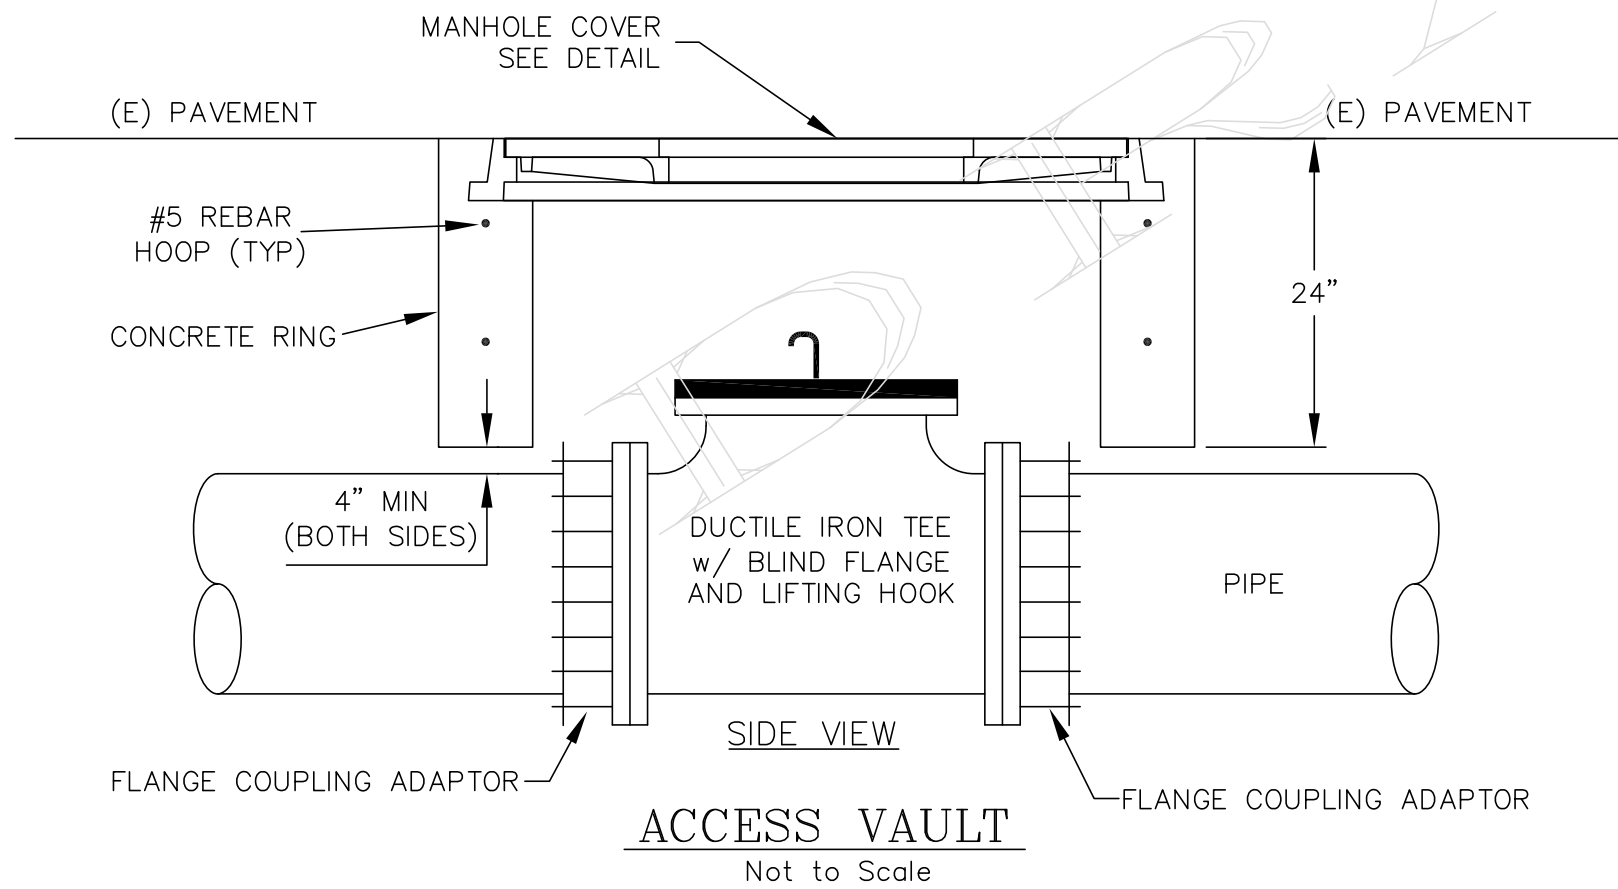 MANHOLE COVER
SEE DETAIL
(E) PAVEMENT
(E) PAVEMENT
#5 REBAR
HOOP (TYP)
24”
CONCRETE RING
4” MIN
(BOTH SIDES)
DUCTILE IRON TEE
w/ BLIND FLANGE
AND LIFTING HOOK
PIPE
SIDE VIEW
FLANGE COUPLING ADAPTOR
FLANGE COUPLING ADAPTOR
ACCESS VAULT
Not to Scale